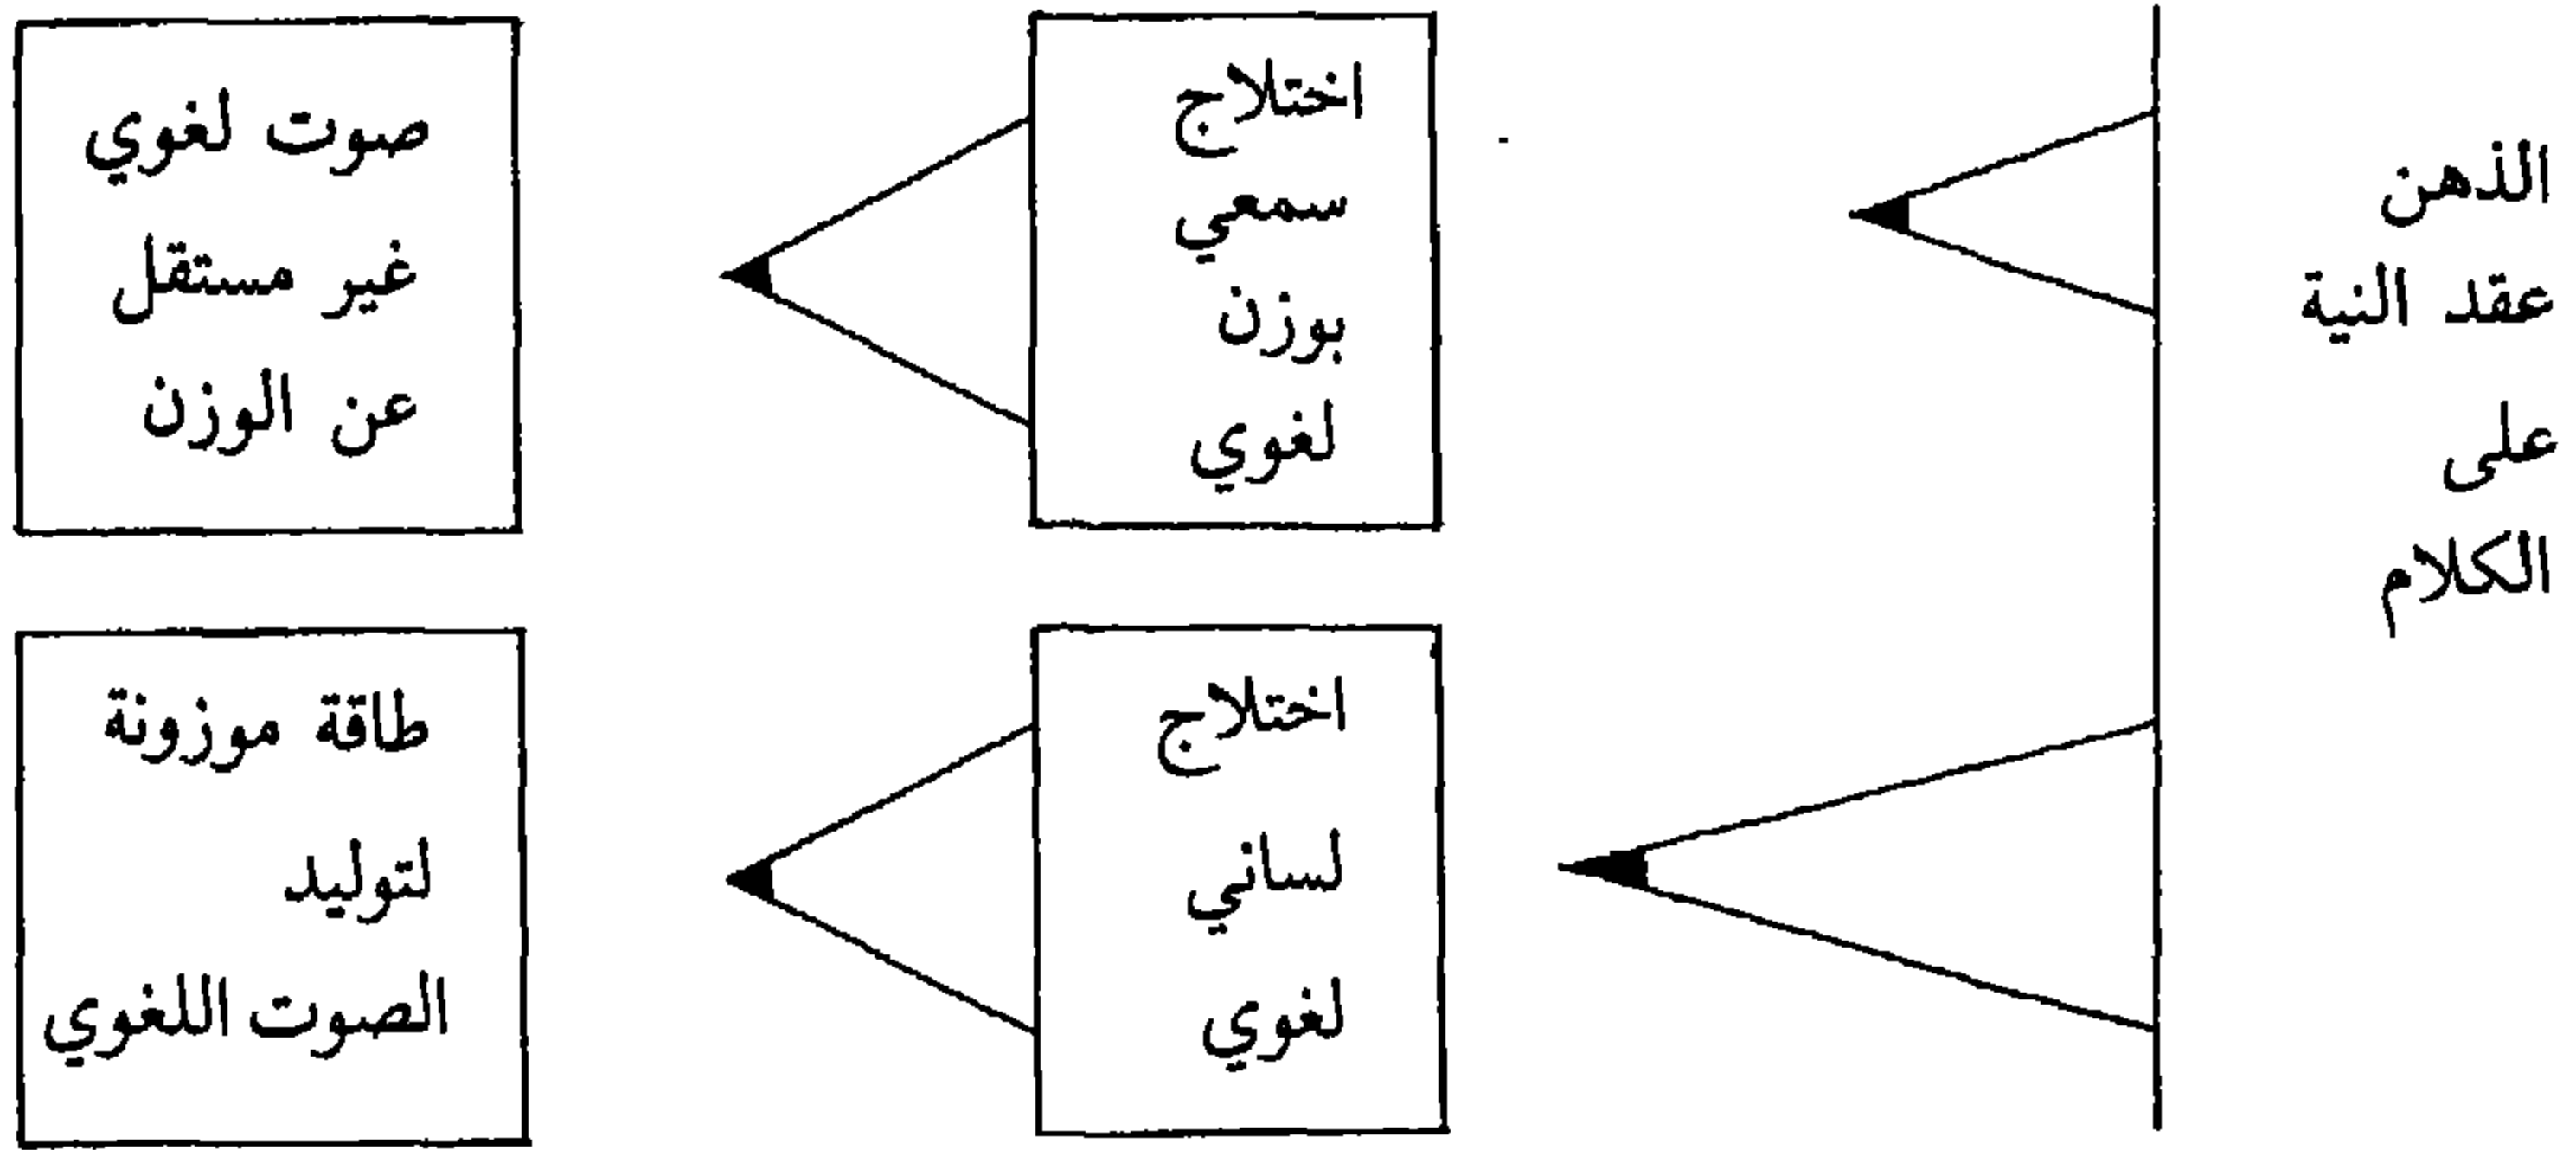 الذهن
عقد النية
على
الكلام
اختلاج
سمعي
بوزن
لغوي
صوت لغوي
غير مستقل
عن الوزن
اختلاج
لساني
لغوي
طاقة موزونة
لتوليد
الصوت اللغوي